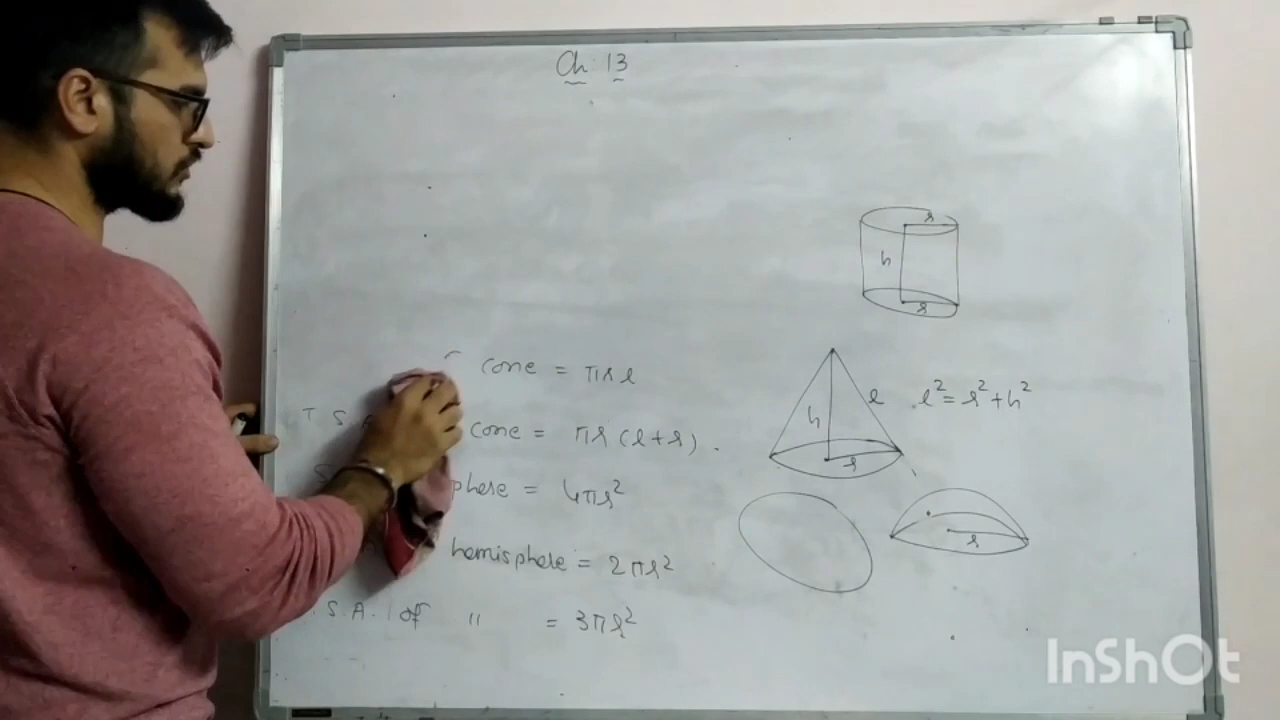 Ch. 13
cone = πrl
T. S. A
cone = πr (l + r) .
phere = 4πr²
hemisphere = 2πr²
. S. A. of " = 3πr²
r
h
r
h
l
l² = r² + h²
r
r
InShOt